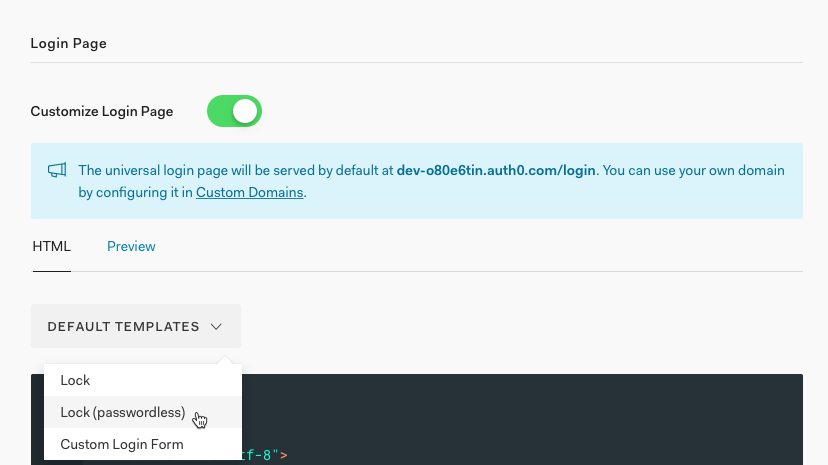 Login Page
Customize Login Page
The universal login page will be served by default at dev-o80e6tin.auth0.com/login. You can use your own domain
by configuring it in Custom Domains.
HTML Preview
DEFAULT TEMPLATES
Lock
Lock (passwordless)
Custom Login Form
f-8">